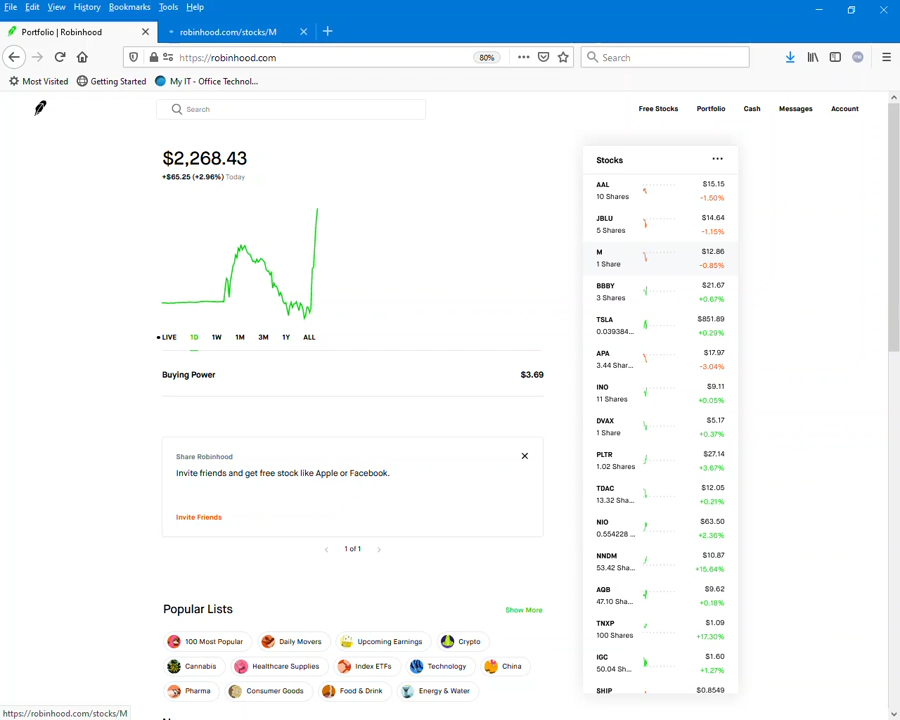 File Edit View History Bookmarks Tools Help
Portfolio | Robinhood
robinhood.com/stocks/M
https://robinhood.com
80%
Search
Most Visited
Getting Started
My IT - Office Technol...
Search
Free Stocks
Portfolio
Cash
Messages
Account
$2,268.43
+$65.25 (+2.96%) Today
LIVE 1D 1W 1M 3M 1Y ALL
Buying Power $3.69
Share Robinhood
Invite friends and get free stock like Apple or Facebook.
Invite Friends
1 of 1
Popular Lists
Show More
100 Most Popular
Daily Movers
Upcoming Earnings
Crypto
Cannabis
Healthcare Supplies
Index ETFs
Technology
China
Pharma
Consumer Goods
Food & Drink
Energy & Water
Stocks
AAL $15.15
10 Shares -1.50%
JBLU $14.64
5 Shares -1.15%
M $12.86
1 Share -0.85%
BBBY $21.67
3 Shares +0.67%
TSLA $851.89
0.039384... +0.29%
APA $17.97
3.44 Shar... -3.04%
INO $9.11
11 Shares +0.05%
DVAX $5.17
1 Share +0.37%
PLTR $27.14
1.02 Shares +3.67%
TDAC $12.05
13.32 Sha... +0.21%
NIO $63.50
0.554228 ... +2.36%
NNDM $10.87
53.42 Sha... +15.64%
AQB $9.62
47.10 Sha... +0.18%
TNXP $1.09
100 Shares +17.30%
IGC $1.60
50.04 Sh... +1.27%
SHIP $0.8549
https://robinhood.com/stocks/M